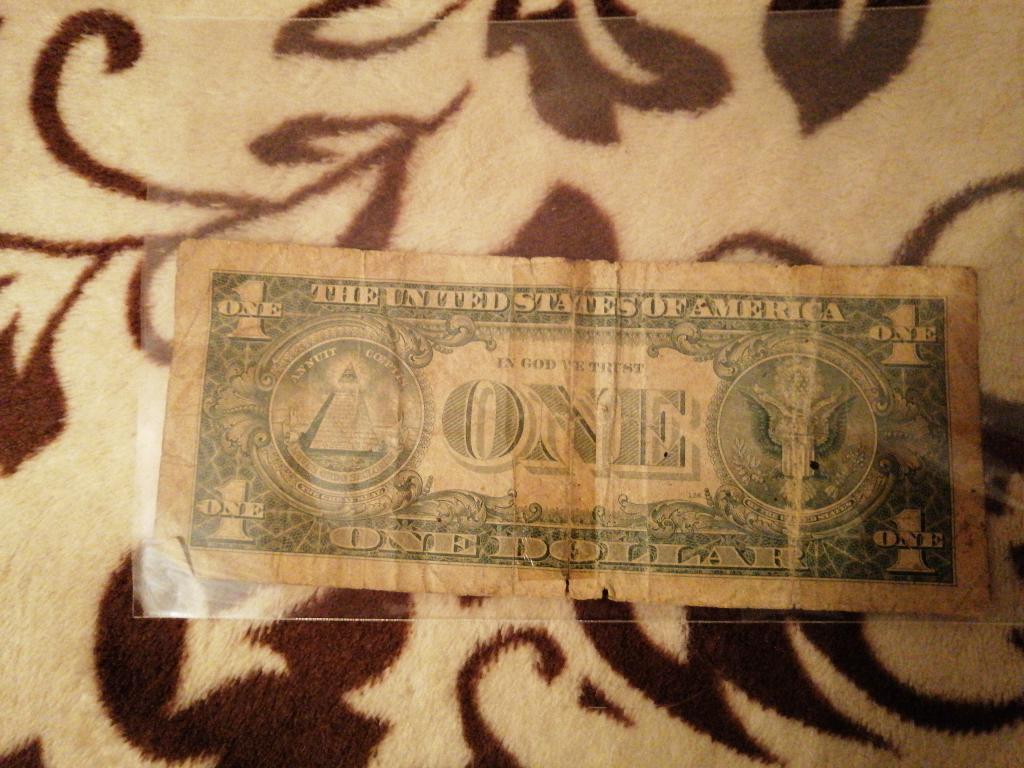 ONE 1
THE UNITED STATES OF AMERICA
ONE 1
ANNUIT COEPTIS
IN GOD WE TRUST
ONE
ONE 1
ONE DOLLAR
ONE 1